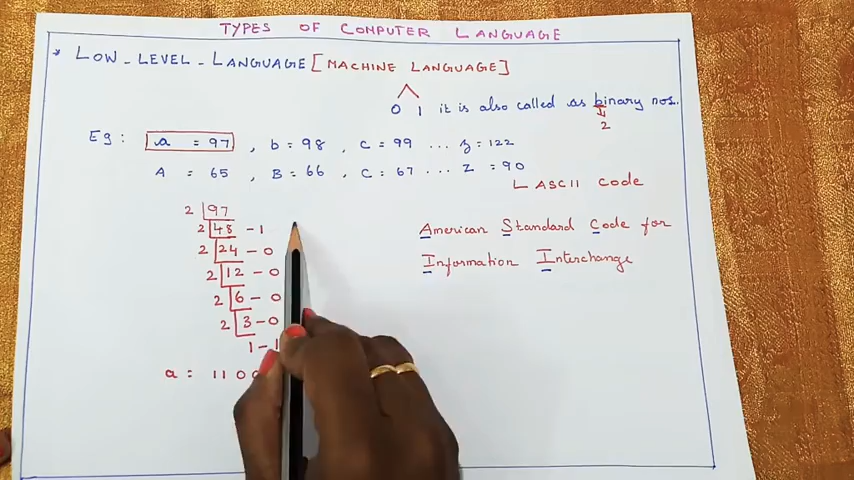 TYPES OF COMPUTER LANGUAGE
* LOW-LEVEL-LANGUAGE [MACHINE LANGUAGE]
0 1 it is also called as binary nos.
2
Eg: a = 97, b = 98, c = 99 ... z = 122
A = 65, B = 66, C = 67 ... Z = 90
ASCII code
2 97
2 48 - 1
2 24 - 0
2 12 - 0
2 6 - 0
2 3 - 0
1 - 1
American Standard Code for
Information Interchange
a = 1100